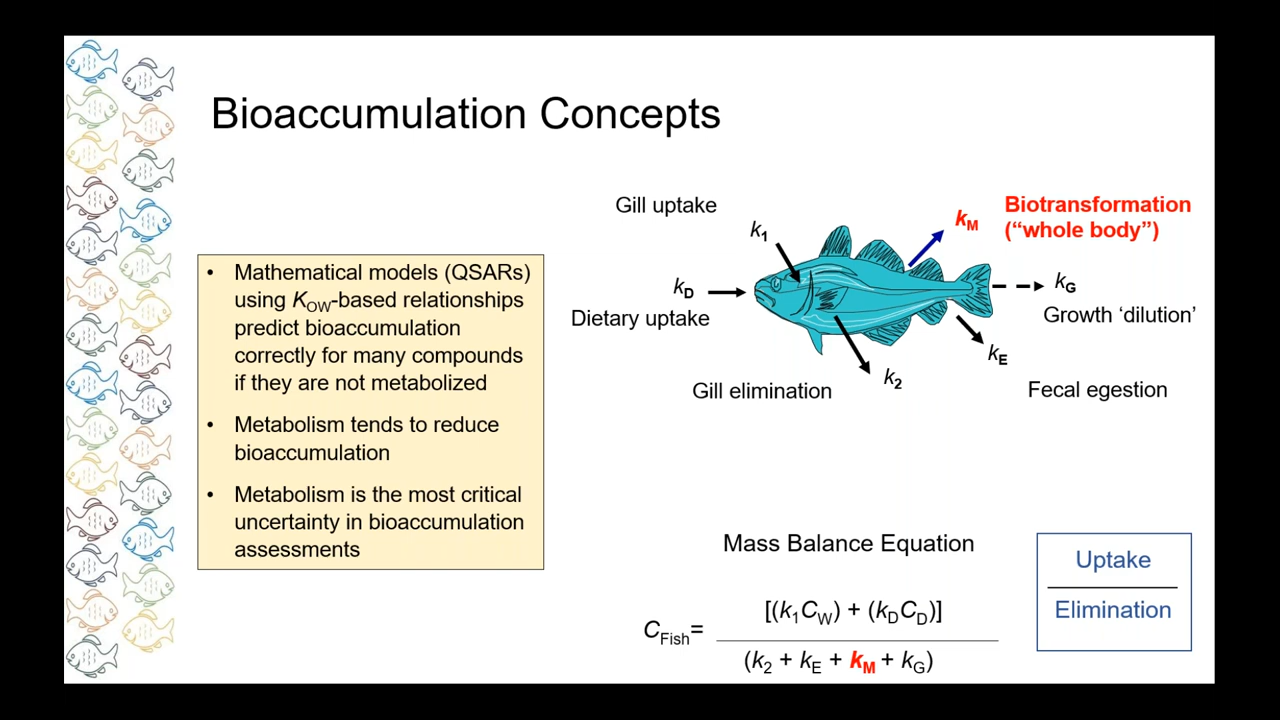 Bioaccumulation Concepts
• Mathematical models (QSARs)
using KOW-based relationships
predict bioaccumulation
correctly for many compounds
if they are not metabolized
• Metabolism tends to reduce
bioaccumulation
• Metabolism is the most critical
uncertainty in bioaccumulation
assessments
Gill uptake
k1
kD
Dietary uptake
Gill elimination
k2
kM
Biotransformation
(“whole body”)
kG
Growth ‘dilution’
kE
Fecal egestion
Mass Balance Equation
CFish=
[(k1CW) + (kDCD)]
(k2 + kE + kM + kG)
Uptake
Elimination